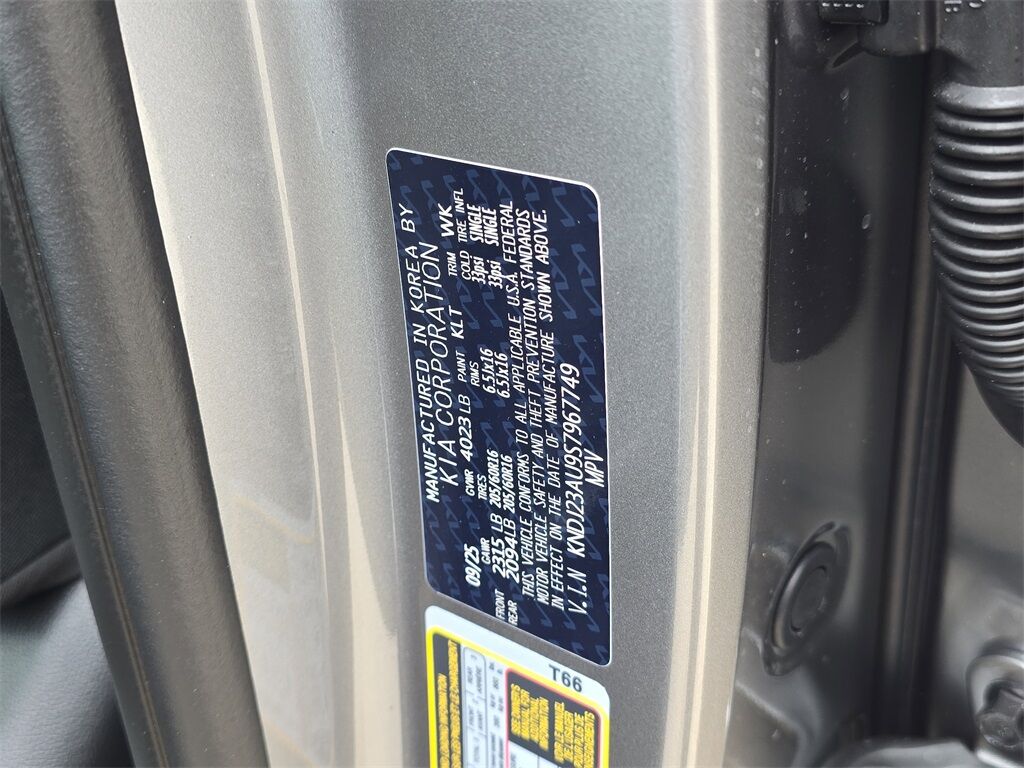 MANUFACTURED IN KOREA BY
KIA CORPORATION
09/25 GVWR 4023 LB PAINT KLT TRIM WK
GAWR TIRES RIMS COLD TIRE INFL
FRONT 2315 LB 205/60R16 6.5Jx16 33psi SINGLE
REAR 2094 LB 205/60R16 6.5Jx16 33psi SINGLE
THIS VEHICLE CONFORMS TO ALL APPLICABLE U.S.A. FEDERAL
MOTOR VEHICLE SAFETY AND THEFT PREVENTION STANDARDS
IN EFFECT ON THE DATE OF MANUFACTURE SHOWN ABOVE.
V.I.N KNDJ23AU9S7967749
MPV
T66